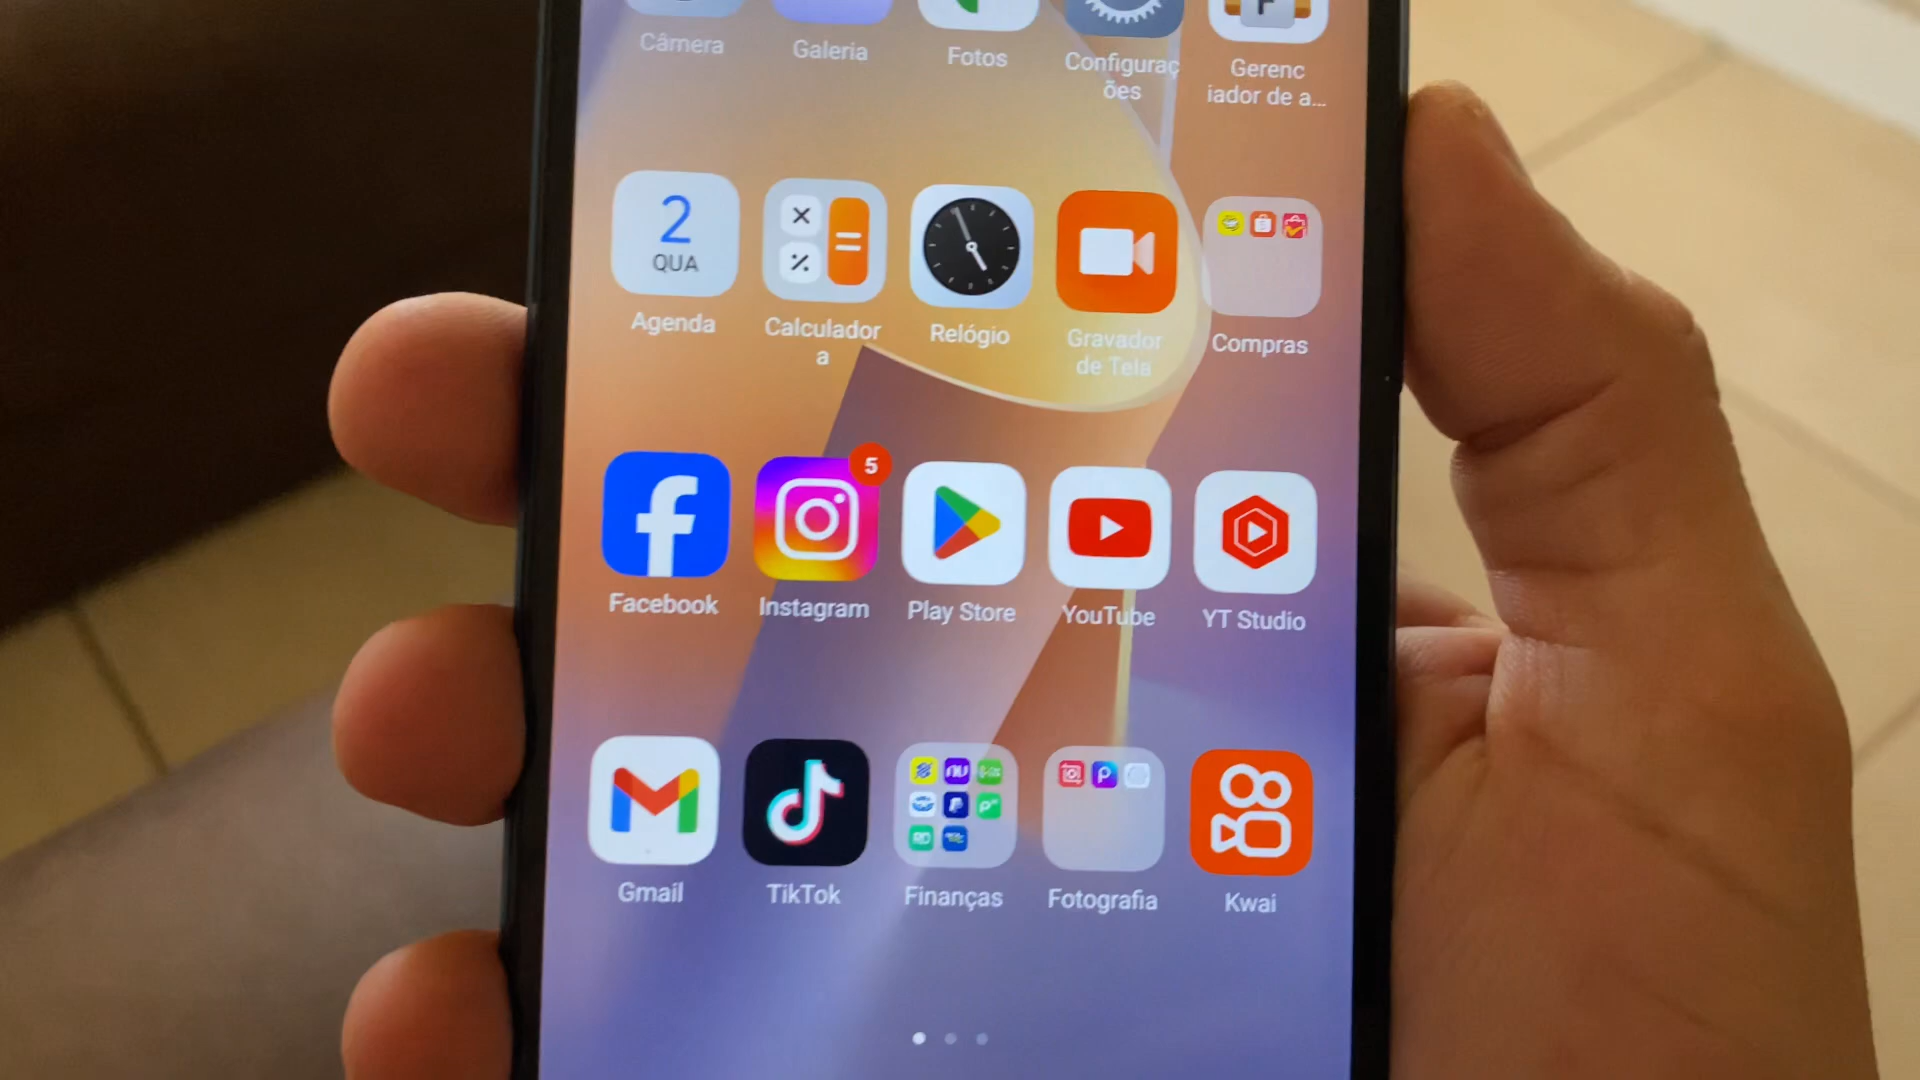 Câmera
Galeria
Fotos
Configuraç
ões
Gerenc
iador de a...
2
QUA
Agenda
Calculador
a
Relógio
Gravador
de Tela
Compras
5
Facebook
Instagram
Play Store
YouTube
YT Studio
Gmail
TikTok
Finanças
Fotografia
Kwai